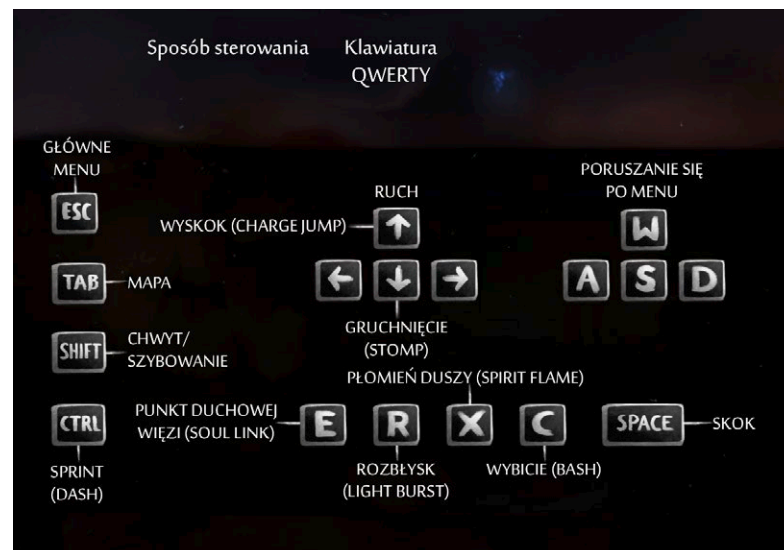 Sposób sterowania
Klawiatura
QWERTY
GŁÓWNE
MENU
ESC
TAB
MAPA
SHIFT
CHWYT/
SZYBOWANIE
CTRL
SPRINT
(DASH)
RUCH
WYSKOK (CHARGE JUMP)
↑
← ↓ →
GRUCHNIĘCIE
(STOMP)
PORUSZANIE SIĘ
PO MENU
W
A S D
PŁOMIEŃ DUSZY (SPIRIT FLAME)
PUNKT DUCHOWEJ
WIĘZI (SOUL LINK)
E R X C
ROZBŁYSK
(LIGHT BURST)
WYBICIE (BASH)
SPACE
SKOK